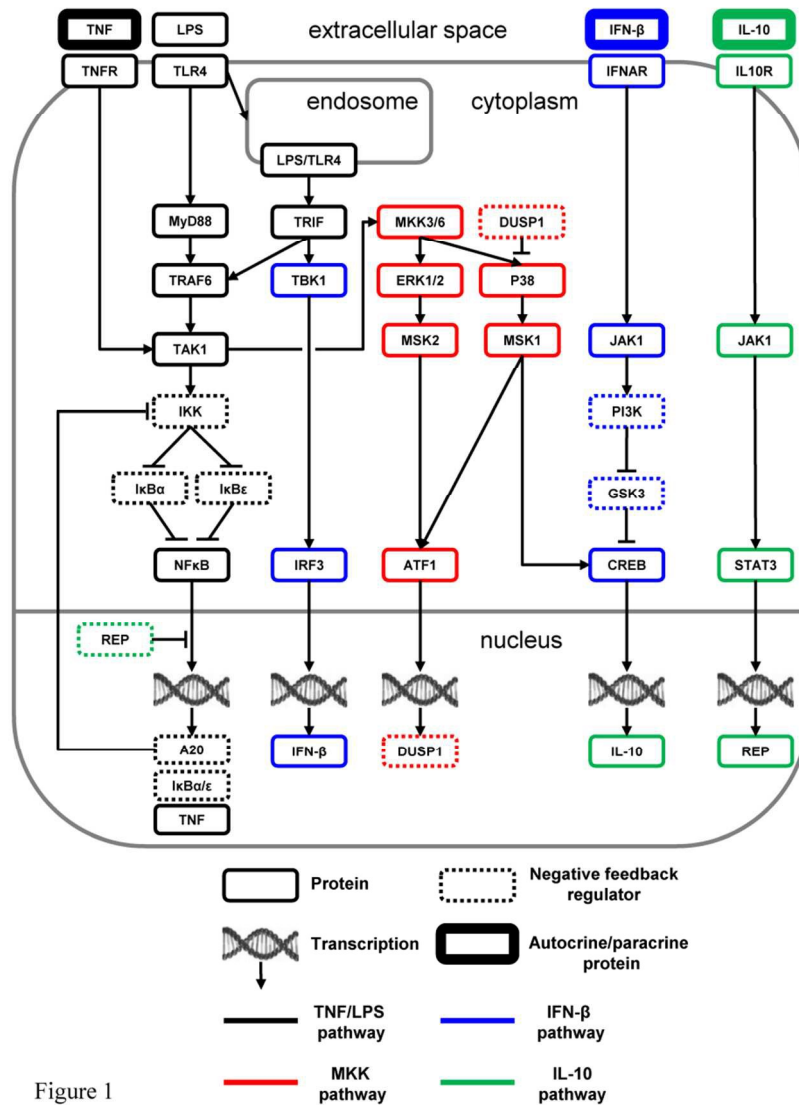 TNF LPS extracellular space IFN-β IL-10
TNFR TLR4 IFNAR IL10R
endosome cytoplasm
LPS/TLR4
MyD88 TRIF MKK3/6 DUSP1
TRAF6 TBK1 ERK1/2 P38
TAK1 MSK2 MSK1 JAK1 JAK1
IKK PI3K
IκBα IκBε GSK3
NFκB IRF3 ATF1 CREB STAT3
REP nucleus
A20 IFN-β DUSP1 IL-10 REP
IκBα/ε
TNF
Protein Negative feedback
regulator
Transcription Autocrine/paracrine
protein
TNF/LPS IFN-β
pathway pathway
MKK IL-10
pathway pathway
Figure 1